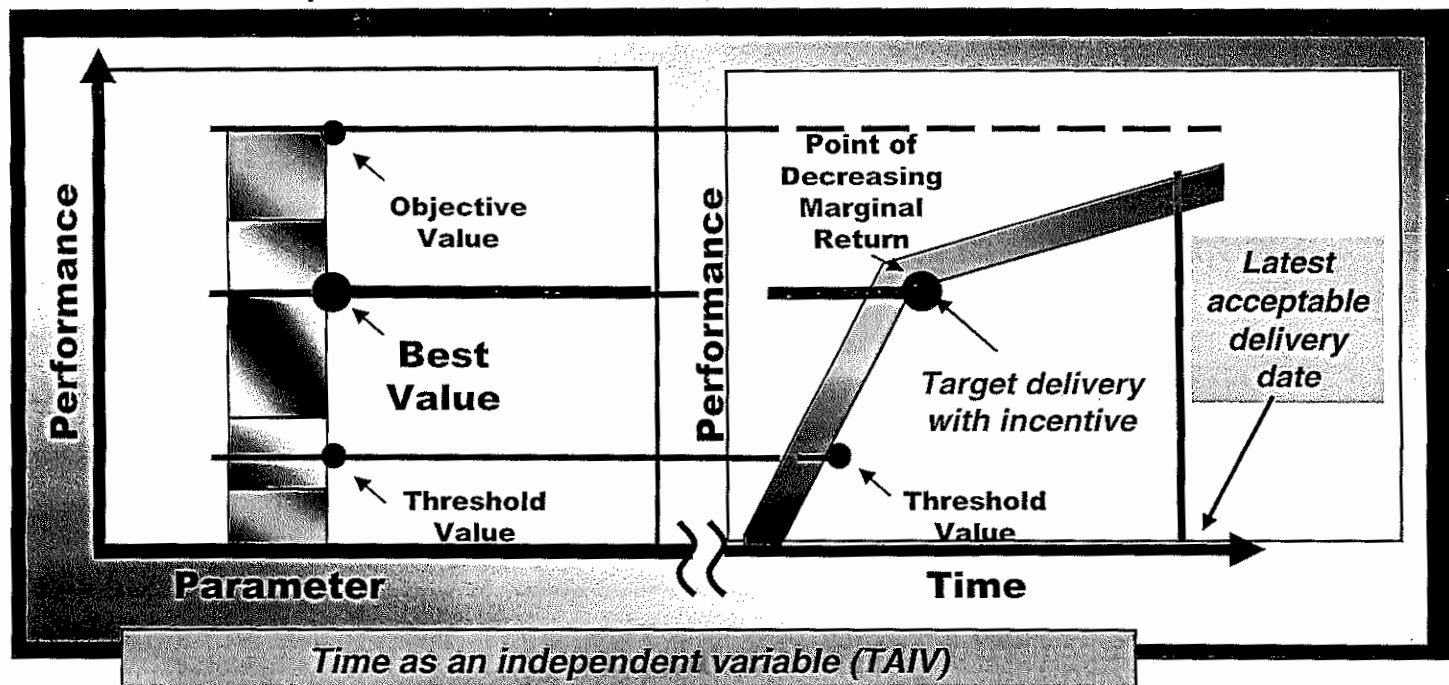 Performance
Objective
Value
Best
Value
Threshold
Value
Parameter
Performance
Point of
Decreasing
Marginal
Return
Target delivery
with incentive
Threshold
Value
Latest
acceptable
delivery
date
Time
Time as an independent variable (TAIV)